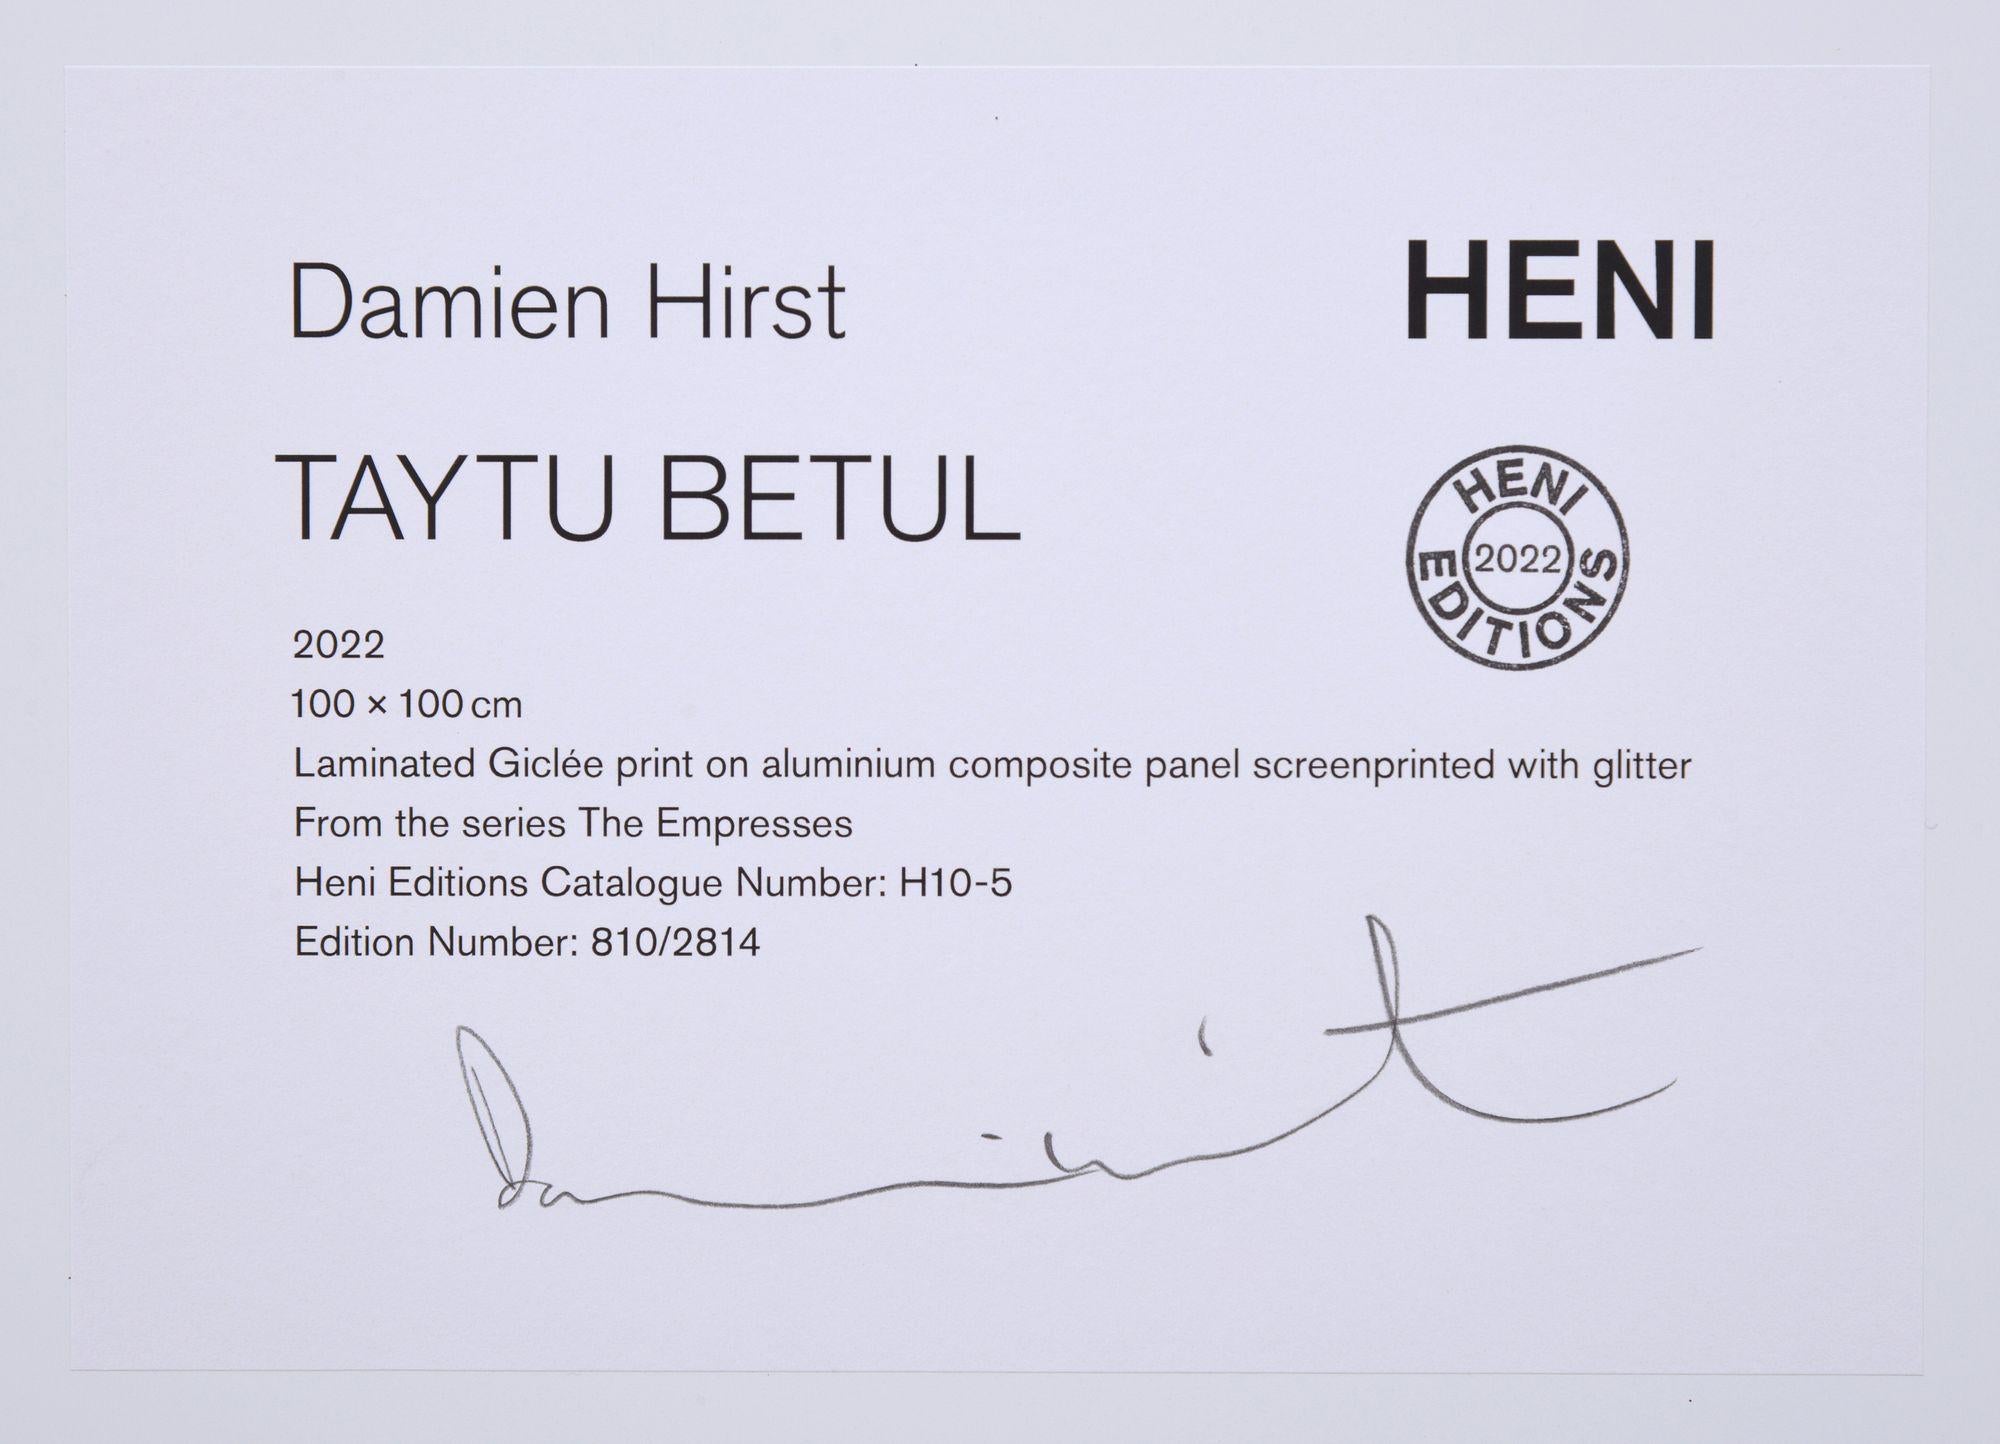 Damien Hirst
HENI
TAYTU BETUL
HENI
2022
EDITIONS
2022
100 × 100 cm
Laminated Giclée print on aluminium composite panel screenprinted with glitter
From the series The Empresses
Heni Editions Catalogue Number: H10-5
Edition Number: 810/2814